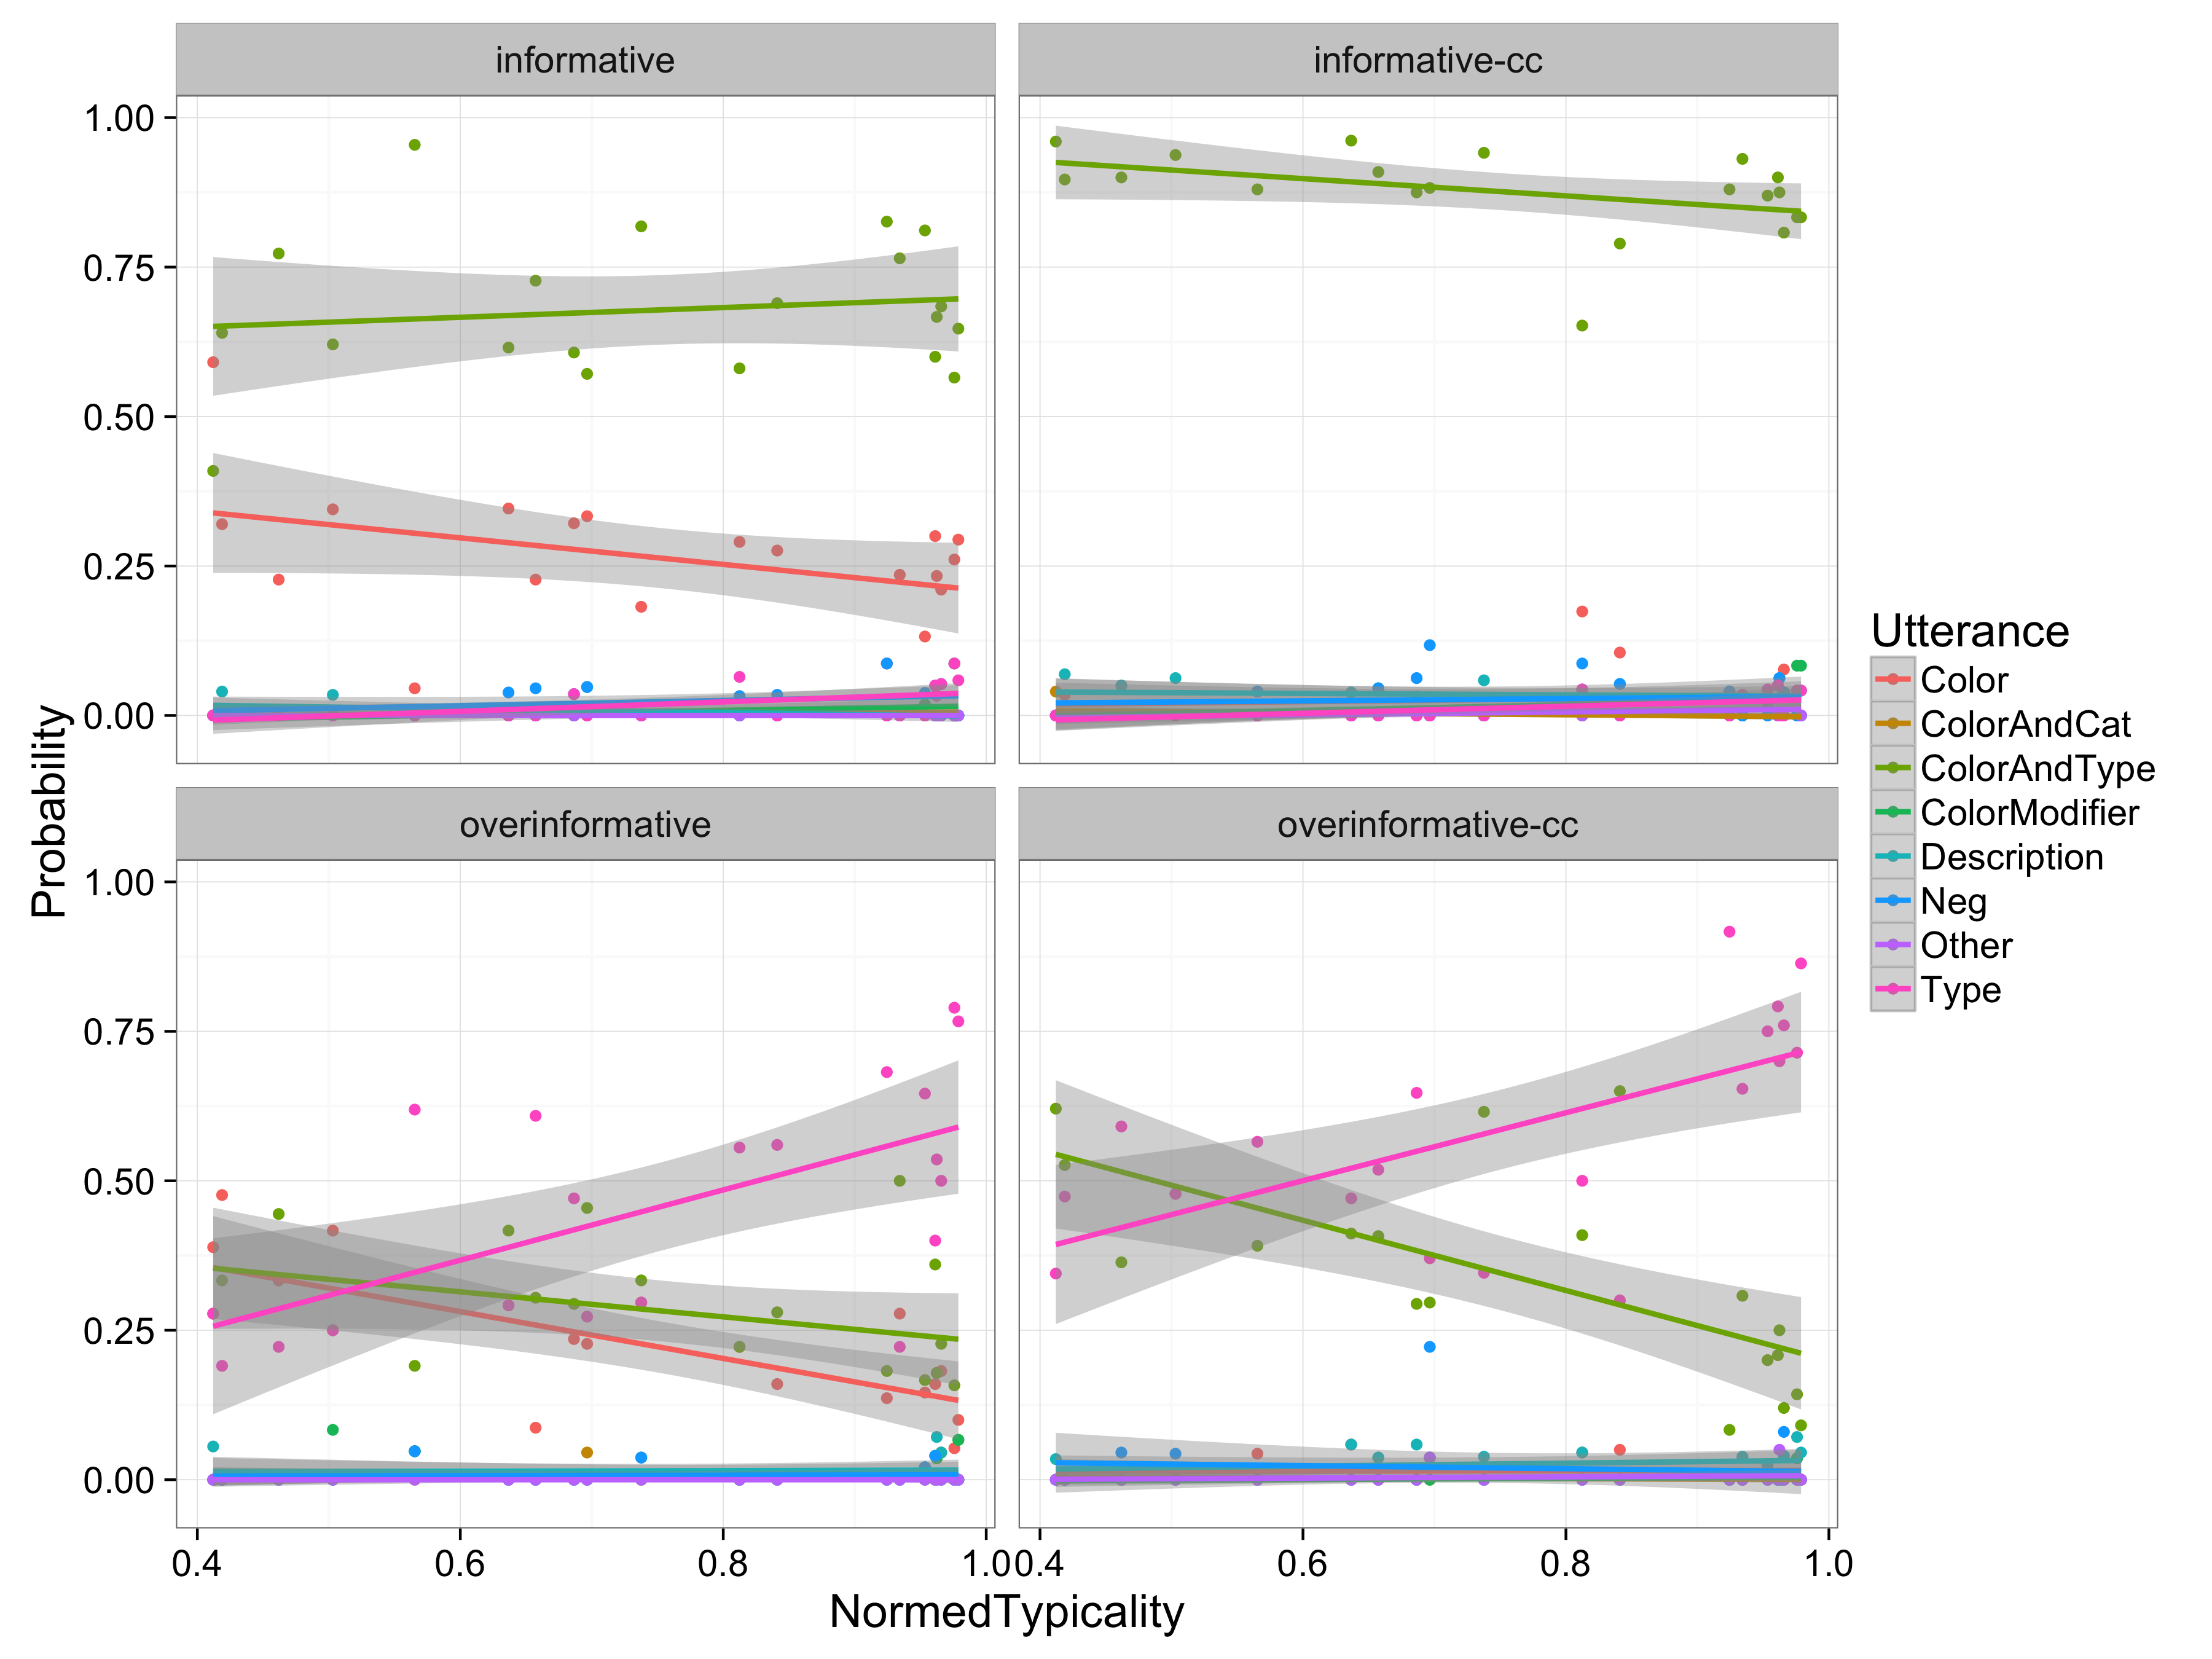 informative
informative-cc
1.00
0.75
0.50
0.25
0.00
overinformative
overinformative-cc
1.00
0.75
0.50
0.25
0.00
0.4 0.6 0.8 1.0
0.4 0.6 0.8 1.0
NormedTypicality
Probability
Utterance
Color
ColorAndCat
ColorAndType
ColorModifier
Description
Neg
Other
Type